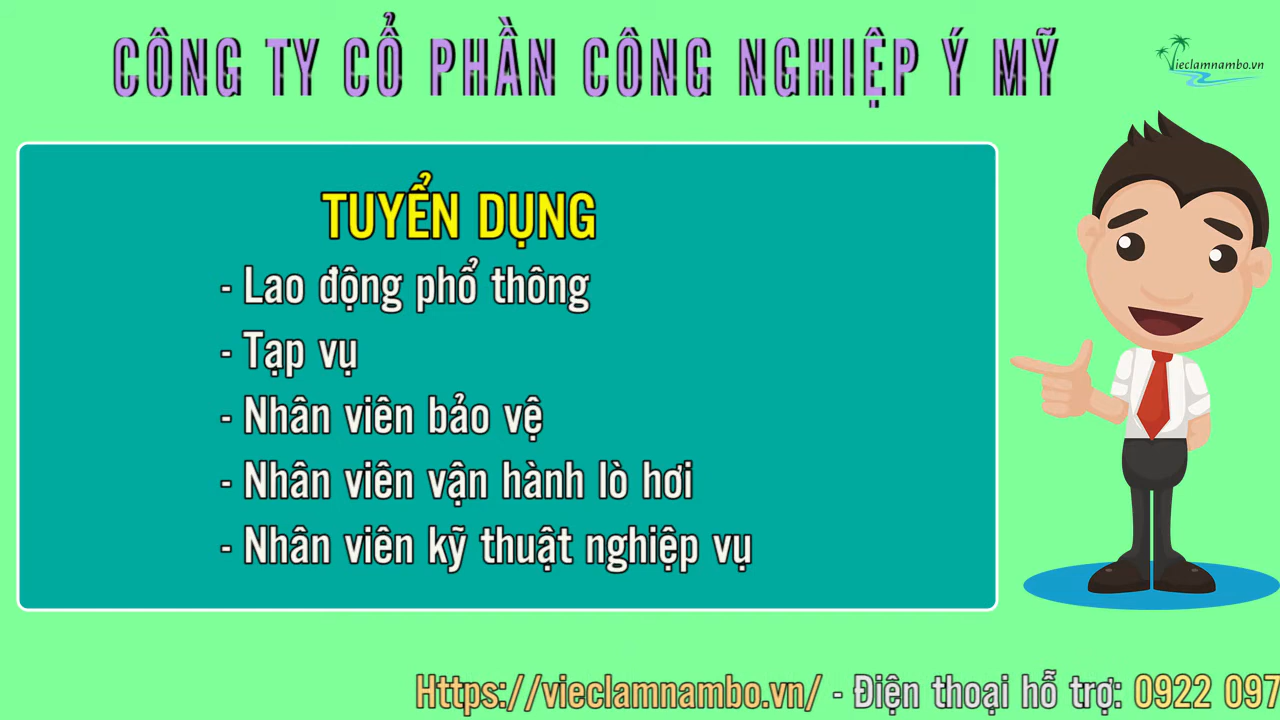 CÔNG TY CỔ PHẦN CÔNG NGHIỆP Ý MỸ
Vieclamnambo.vn
TUYỂN DỤNG
- Lao động phổ thông
- Tạp vụ
- Nhân viên bảo vệ
- Nhân viên vận hành lò hơi
- Nhân viên kỹ thuật nghiệp vụ
Https://vieclamnambo.vn/ - Điện thoại hỗ trợ: 0922 097